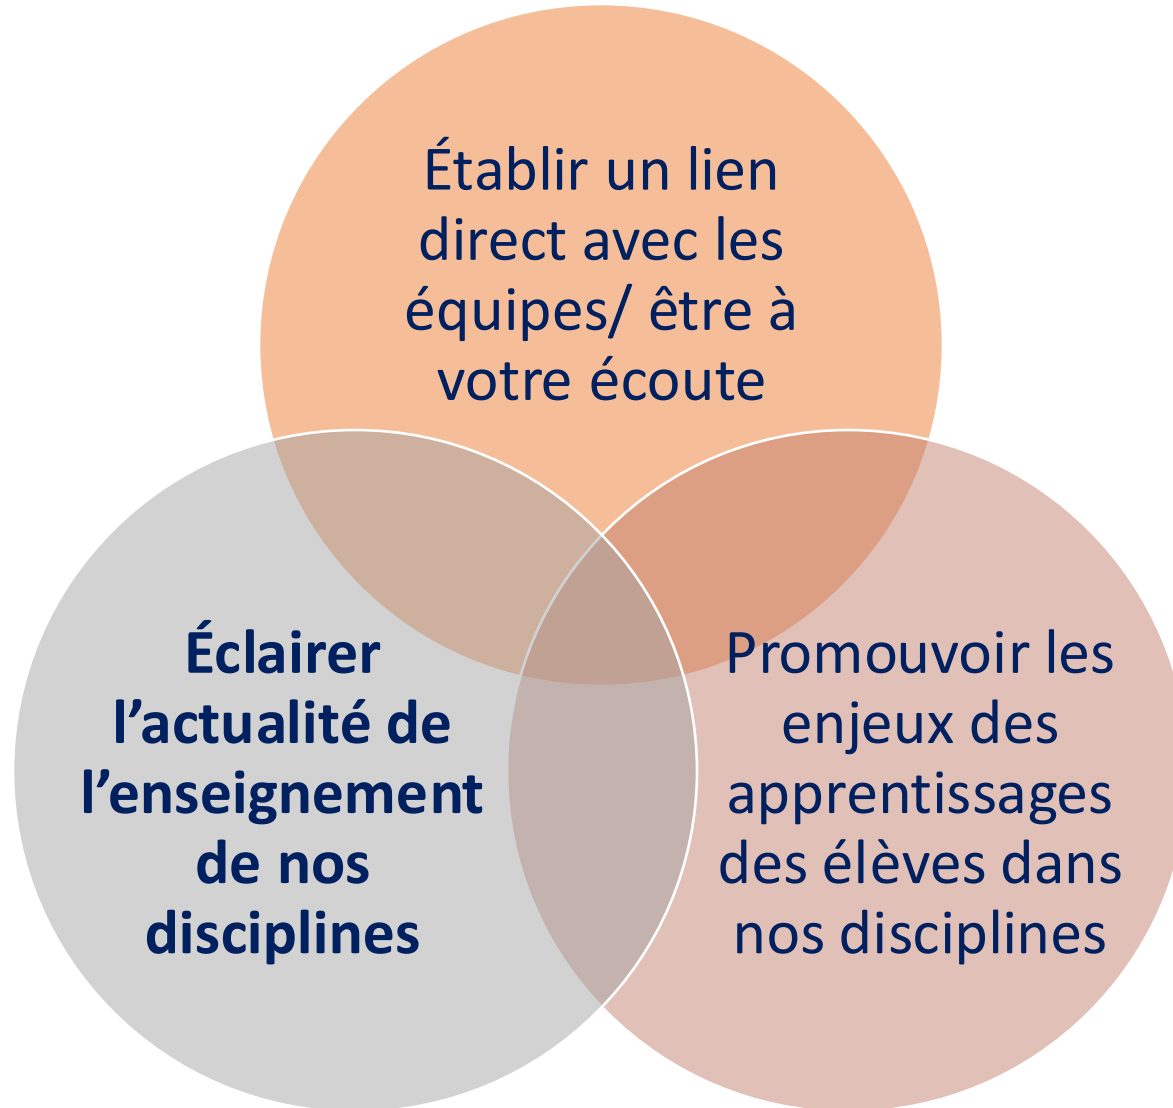 Établir un lien
direct avec les
équipes/ être à
votre écoute
Éclairer
l’actualité de
l’enseignement
de nos
disciplines
Promouvoir les
enjeux des
apprentissages
des élèves dans
nos disciplines